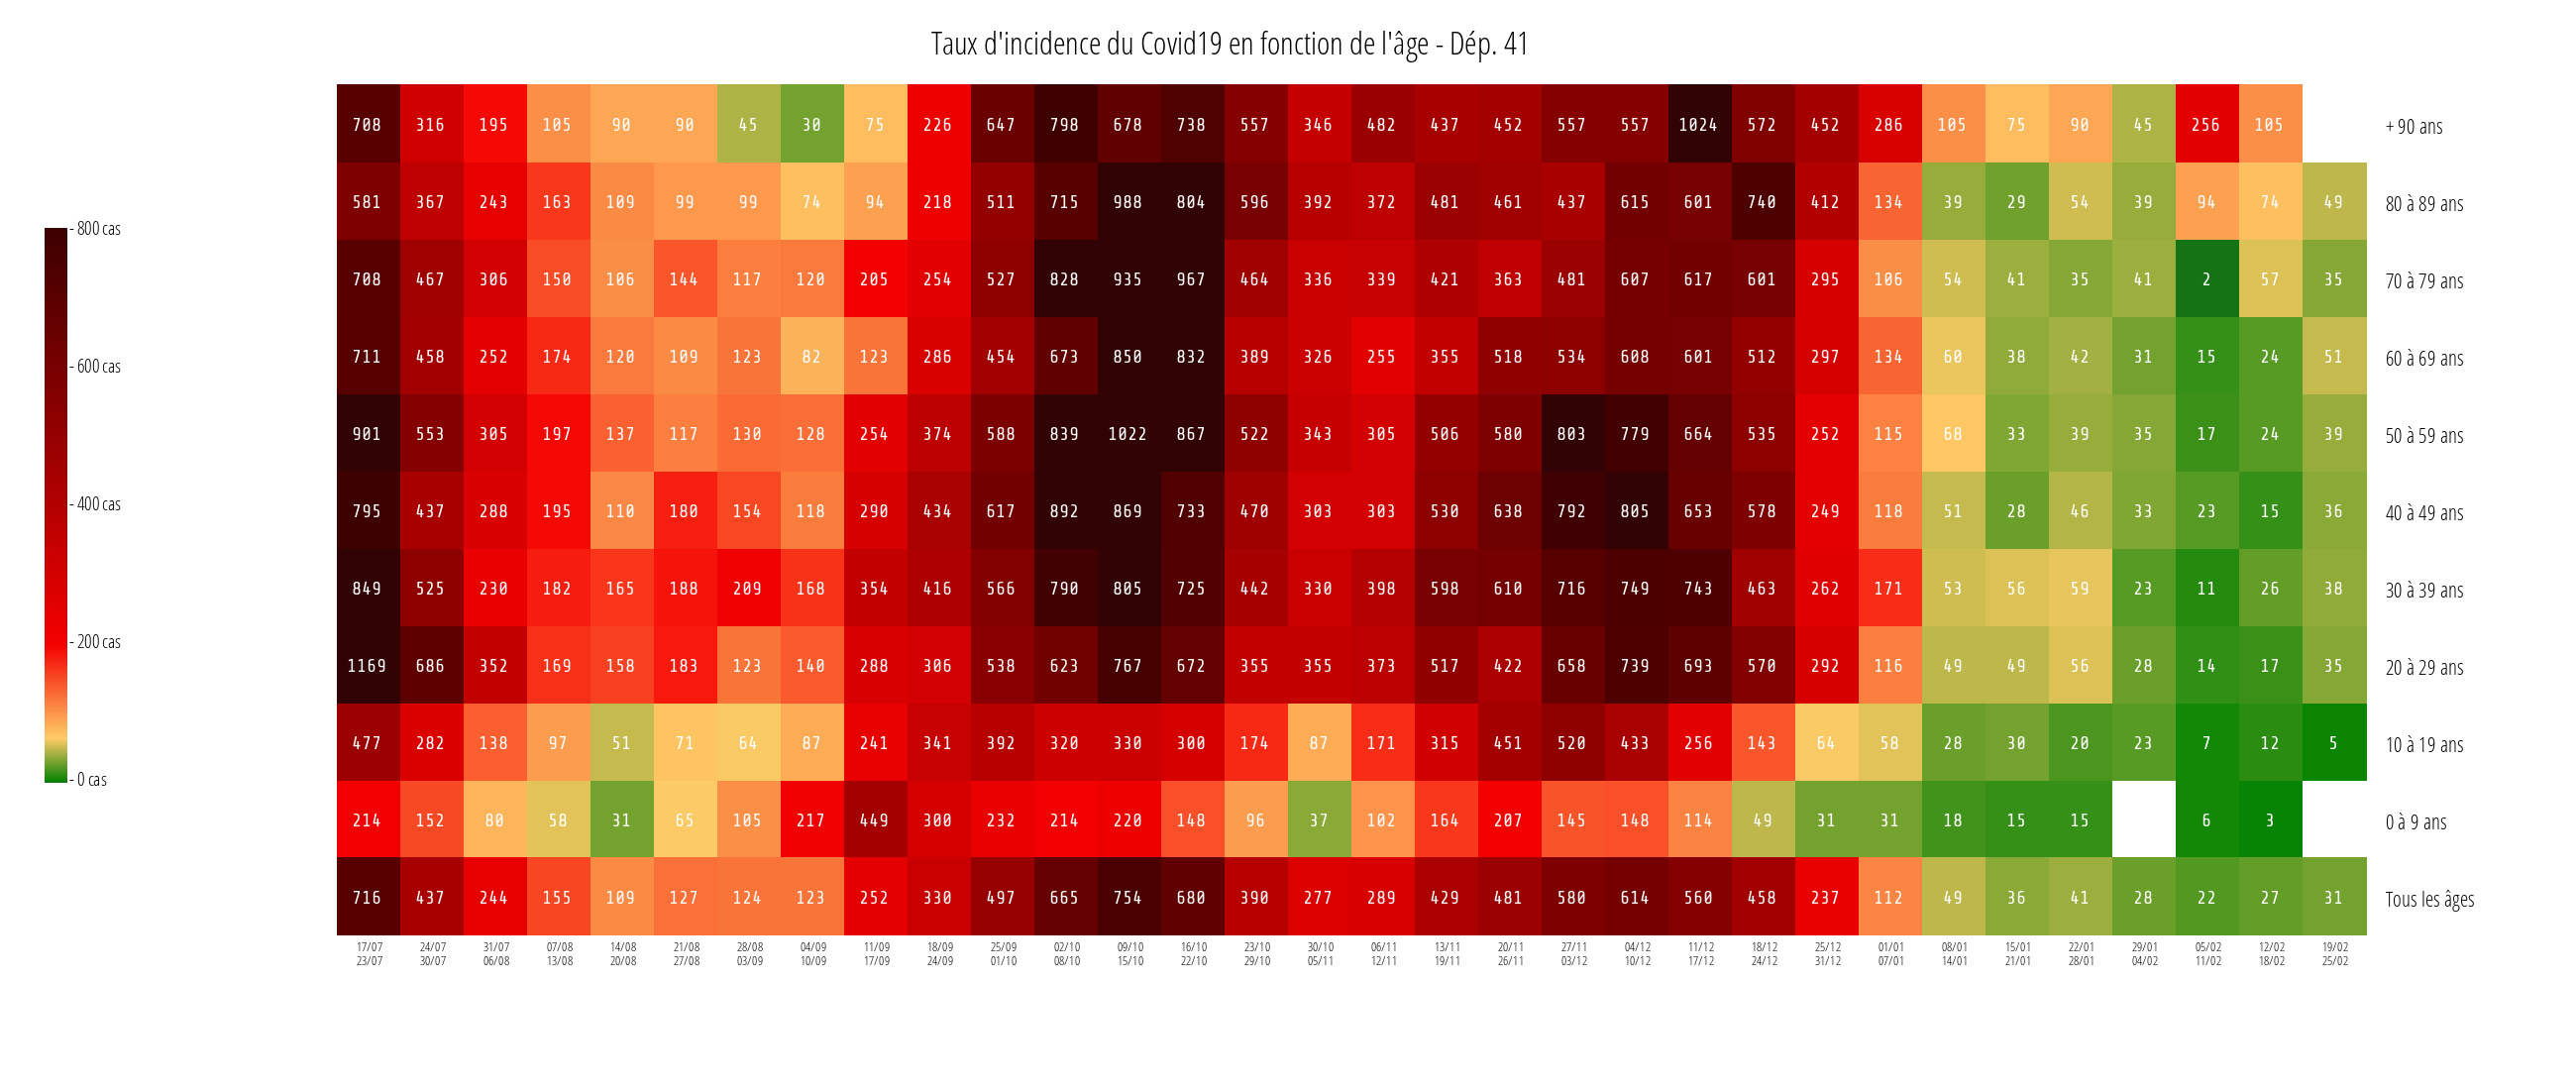 Taux d'incidence du Covid19 en fonction de l'âge - Dép. 41
- 800 cas
- 600 cas
- 400 cas
- 200 cas
- 0 cas
708 316 195 105 90 90 45 30 75 226 647 798 678 738 557 346 482 437 452 557 557 1024 572 452 286 105 75 90 45 256 105 + 90 ans
581 367 243 163 109 99 99 74 94 218 511 715 988 804 596 392 372 481 461 437 615 601 740 412 134 39 29 54 39 94 74 49 80 à 89 ans
708 467 306 150 106 144 117 120 205 254 527 828 935 967 464 336 339 421 363 481 607 617 601 295 106 54 41 35 41 2 57 35 70 à 79 ans
711 458 252 174 120 109 123 82 123 286 454 673 850 832 389 326 255 355 518 534 608 601 512 297 134 60 38 42 31 15 24 51 60 à 69 ans
901 553 305 197 137 117 130 128 254 374 588 839 1022 867 522 343 305 506 580 803 779 664 535 252 115 68 33 39 35 17 24 39 50 à 59 ans
795 437 288 195 110 180 154 118 290 434 617 892 869 733 470 303 303 530 638 792 805 653 578 249 118 51 28 46 33 23 15 36 40 à 49 ans
849 525 230 182 165 188 209 168 354 416 566 790 805 725 442 330 398 598 610 716 749 743 463 262 171 53 56 59 23 11 26 38 30 à 39 ans
1169 686 352 169 158 183 123 140 288 306 538 623 767 672 355 355 373 517 422 658 739 693 570 292 116 49 49 56 28 14 17 35 20 à 29 ans
477 282 138 97 51 71 64 87 241 341 392 320 330 300 174 87 171 315 451 520 433 256 143 64 58 28 30 20 23 7 12 5 10 à 19 ans
214 152 80 58 31 65 105 217 449 300 232 214 220 148 96 37 102 164 207 145 148 114 49 31 31 18 15 15 6 3 0 à 9 ans
716 437 244 155 109 127 124 123 252 330 497 665 754 680 390 277 289 429 481 580 614 560 458 237 112 49 36 41 28 22 27 31 Tous les âges
17/07 24/07 31/07 07/08 14/08 21/08 28/08 04/09 11/09 18/09 25/09 02/10 09/10 16/10 23/10 30/10 06/11 13/11 20/11 27/11 04/12 11/12 18/12 25/12 01/01 08/01 15/01 22/01 29/01 05/02 12/02 19/02
23/07 30/07 06/08 13/08 20/08 27/08 03/09 10/09 17/09 24/09 01/10 08/10 15/10 22/10 29/10 05/11 12/11 19/11 26/11 03/12 10/12 17/12 24/12 31/12 07/01 14/01 21/01 28/01 04/02 11/02 18/02 25/02